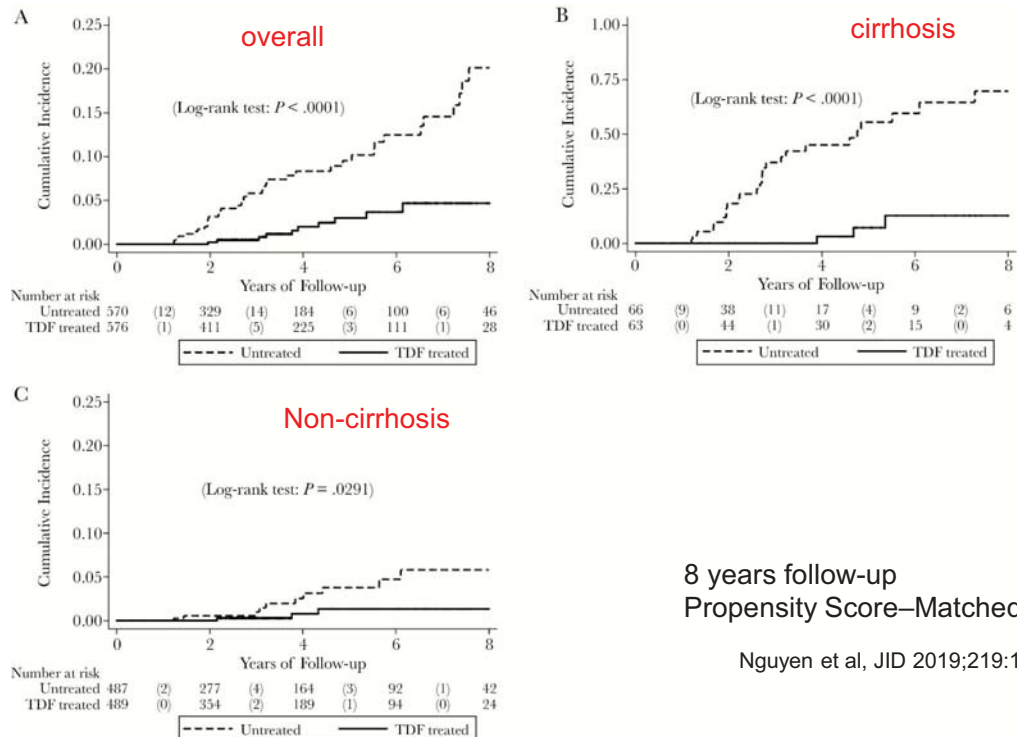 A
overall
0.25
0.20
0.15
0.10
0.05
0.00
Cumulative Incidence
(Log-rank test: P < .0001)
0 2 4 6 8
Years of Follow-up
Number at risk
Untreated 570 (12) 329 (14) 184 (6) 100 (6) 46
TDF treated 576 (1) 411 (5) 225 (3) 111 (1) 28
Untreated TDF treated
B
cirrhosis
1.00
0.75
0.50
0.25
0.00
Cumulative Incidence
(Log-rank test: P < .0001)
0 2 4 6 8
Years of Follow-up
Number at risk
Untreated 66 (9) 38 (11) 17 (4) 9 (2) 6
TDF treated 63 (0) 44 (1) 30 (2) 15 (0) 4
Untreated TDF treated
C
Non-cirrhosis
0.25
0.20
0.15
0.10
0.05
0.00
Cumulative Incidence
(Log-rank test: P = .0291)
0 2 4 6 8
Years of Follow-up
Number at risk
Untreated 487 (2) 277 (4) 164 (3) 92 (1) 42
TDF treated 489 (0) 354 (2) 189 (1) 94 (0) 24
Untreated TDF treated
8 years follow-up
Propensity Score–Matched
Nguyen et al, JID 2019;219:1